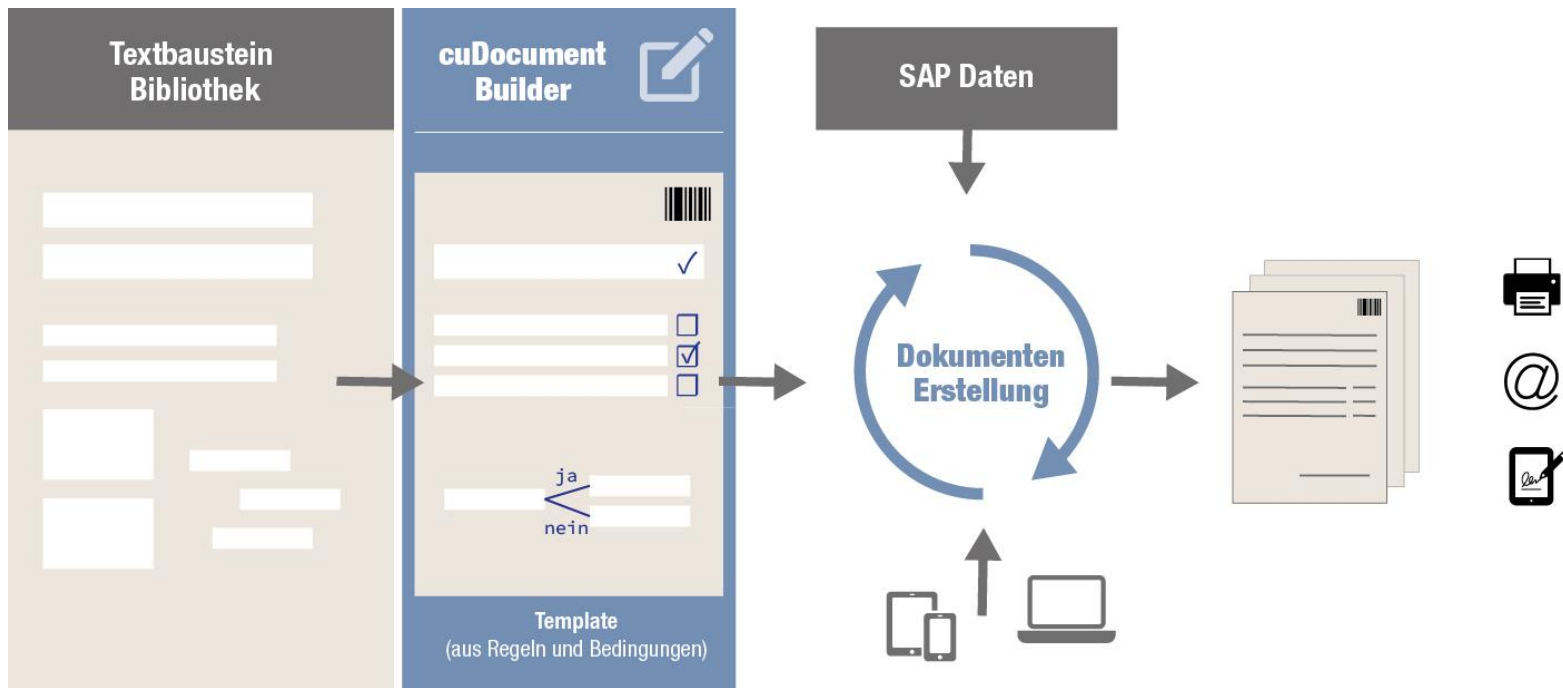 Textbaustein
Bibliothek
cuDocument
Builder
ja
nein
Template
(aus Regeln und Bedingungen)
SAP Daten
Dokumenten
Erstellung
@